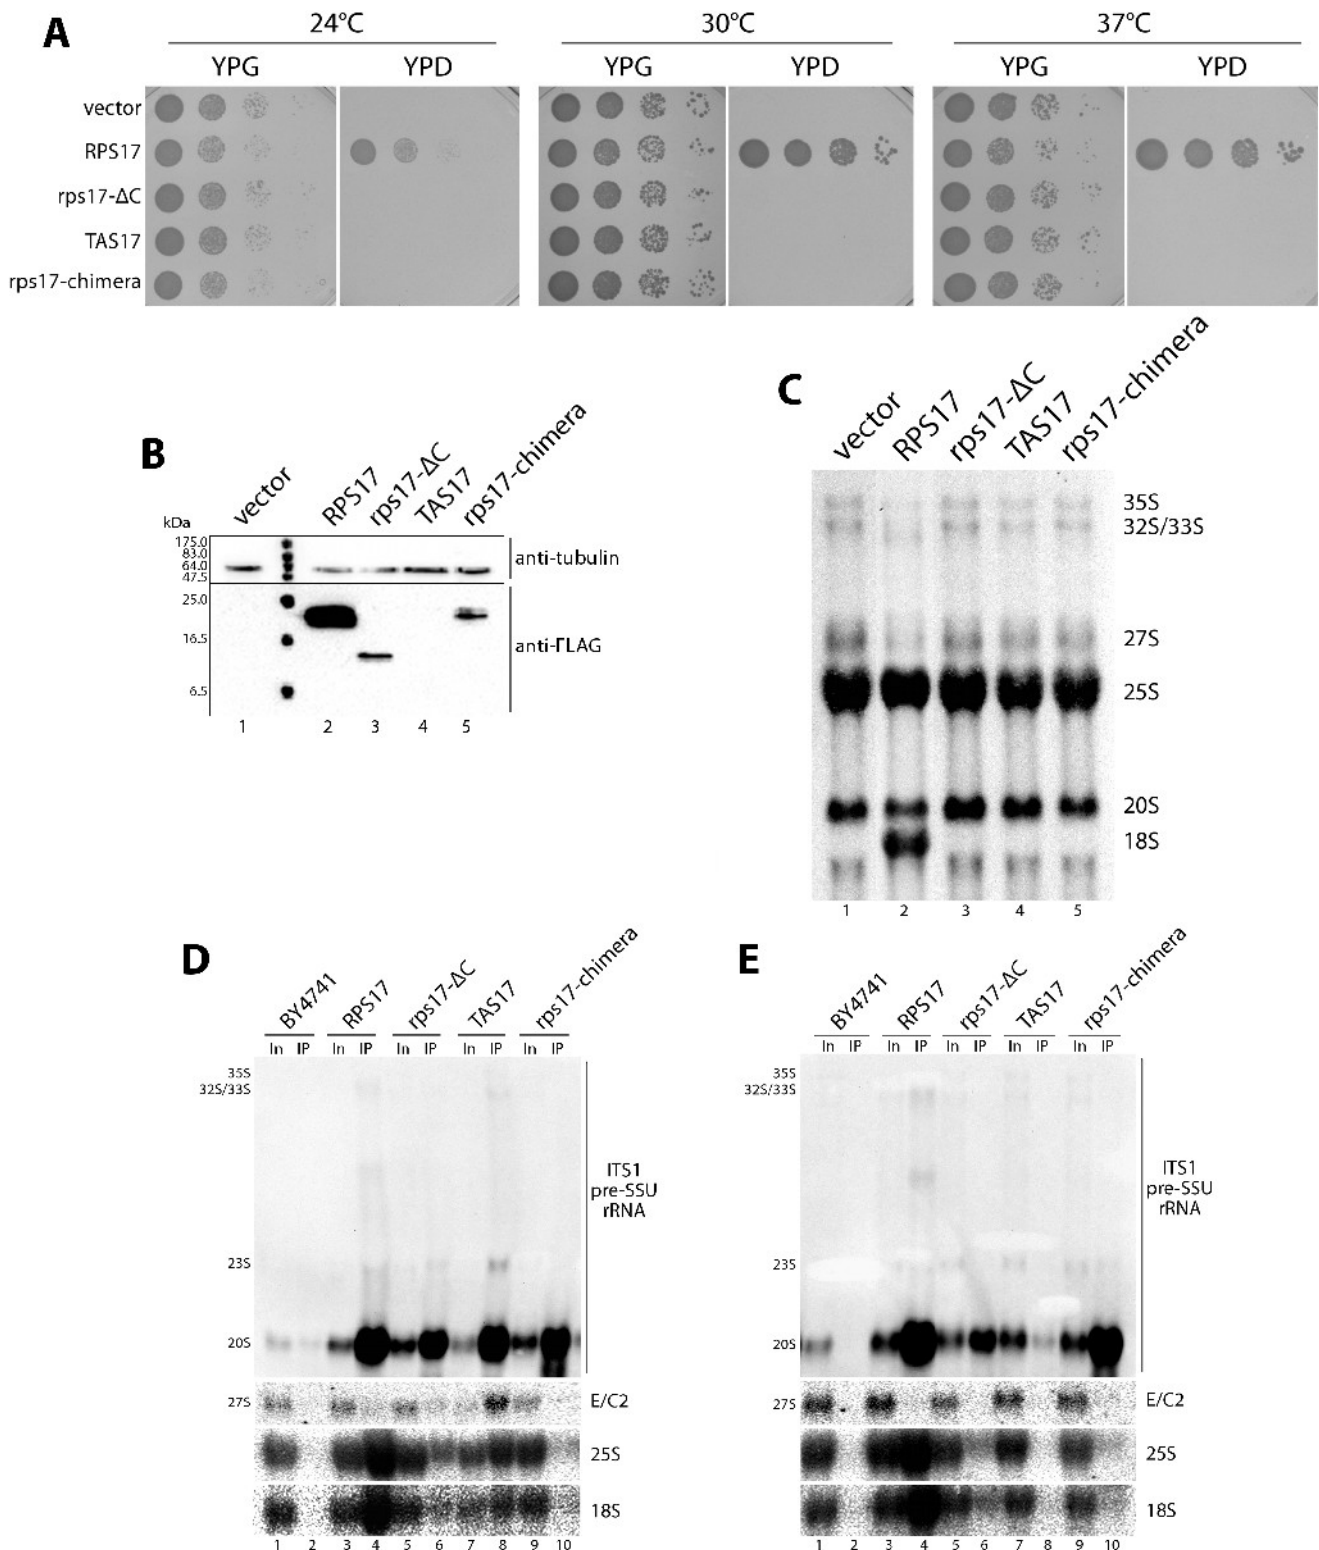 A
24°C
30°C
37°C
YPG
YPD
YPG
YPD
YPG
YPD
vector
RPS17
rps17-ΔC
TAS17
rps17-chimera
B
vector
RPS17
rps17-ΔC
TAS17
rps17-chimera
kDa
175.0
83.0
64.0
47.5
25.0
16.5
6.5
anti-tubulin
anti-FLAG
1
2
3
4
5
C
vector
RPS17
rps17-ΔC
TAS17
rps17-chimera
35S
32S/33S
27S
25S
20S
18S
1
2
3
4
5
D
BY4741
RPS17
rps17-ΔC
TAS17
rps17-chimera
In IP In IP In IP In IP In IP
35S
32S/33S
23S
20S
27S
ITS1
pre-SSU
rRNA
E/C2
25S
18S
1 2 3 4 5 6 7 8 9 10
E
BY4741
RPS17
rps17-ΔC
TAS17
rps17-chimera
In IP In IP In IP In IP In IP
35S
32S/33S
23S
20S
27S
ITS1
pre-SSU
rRNA
E/C2
25S
18S
1 2 3 4 5 6 7 8 9 10